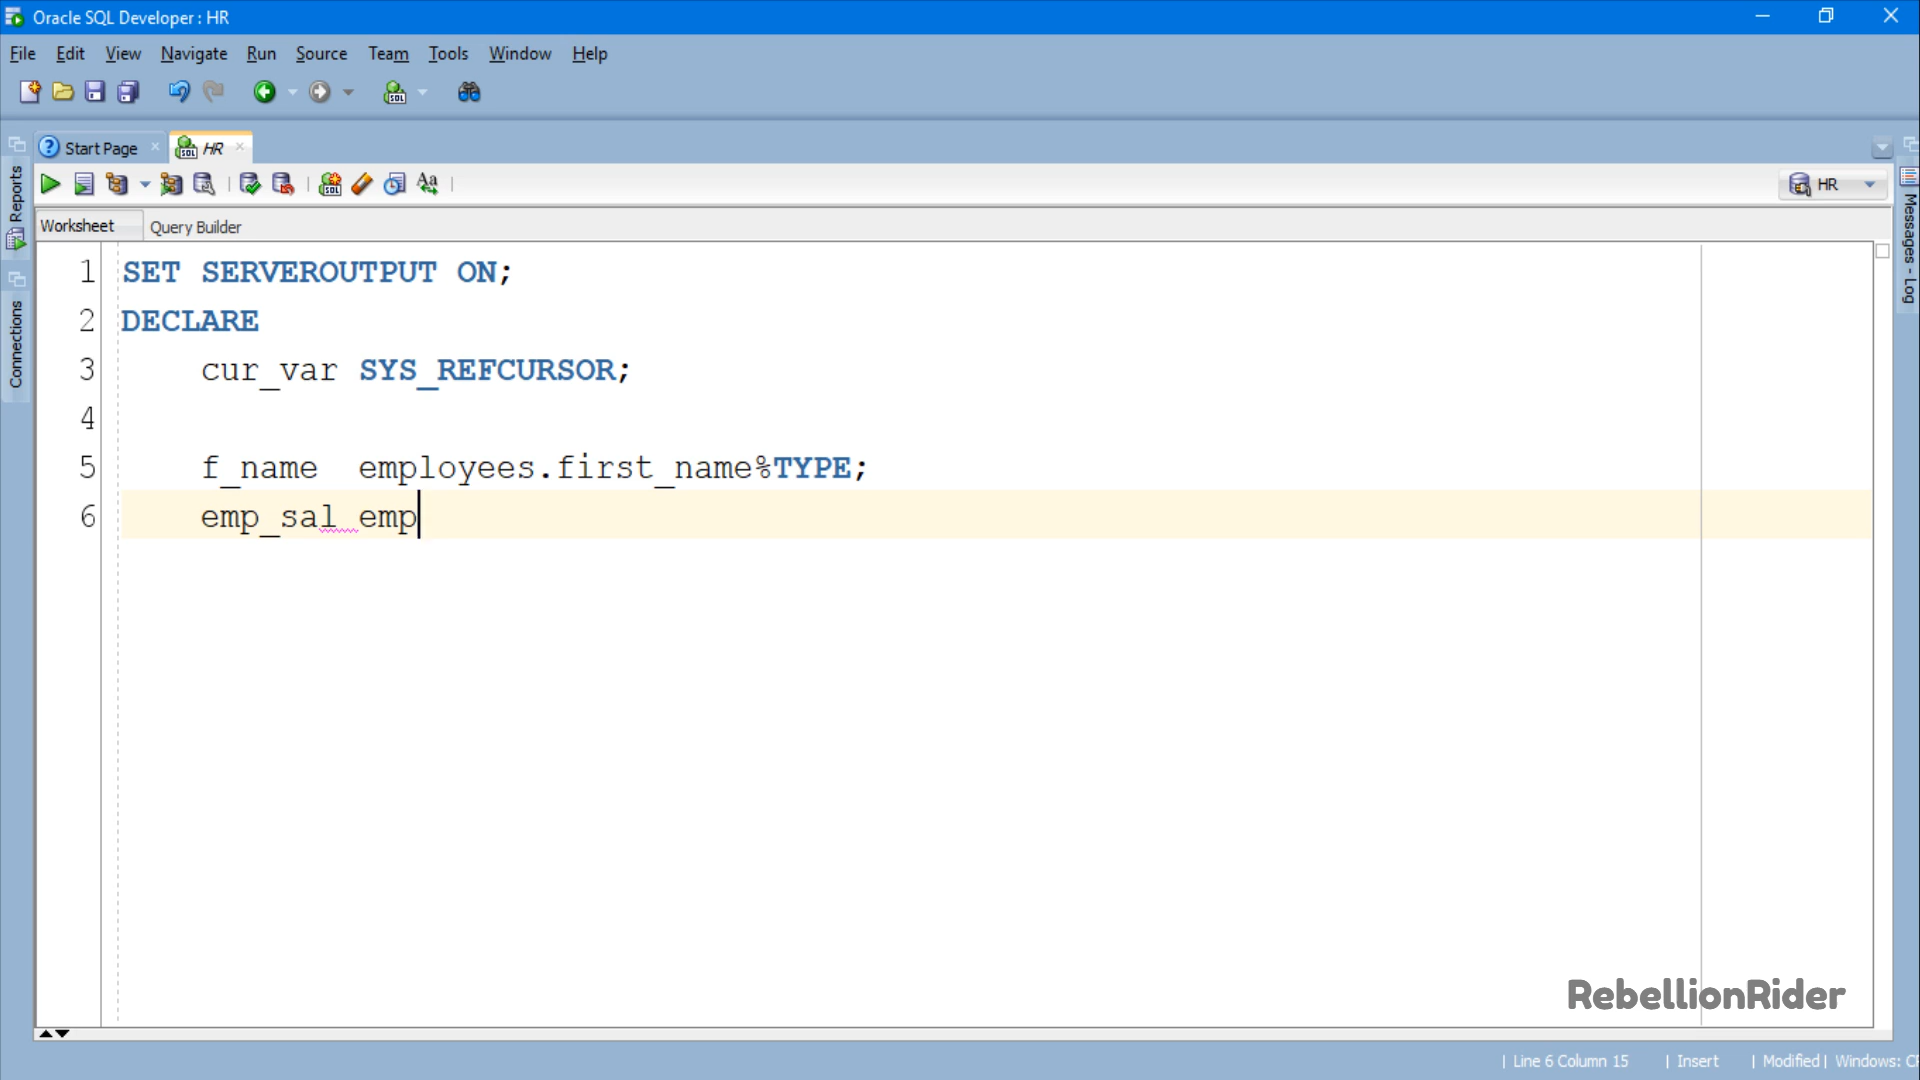 Oracle SQL Developer : HR
File Edit View Navigate Run Source Team Tools Window Help
Start Page HR
HR
Worksheet Query Builder
Reports
Connections
Messages - Log
1 SET SERVEROUTPUT ON;
2 DECLARE
3 cur_var SYS_REFCURSOR;
4
5 f_name employees.first_name%TYPE;
6 emp_sal emp
RebellionRider
| Line 6 Column 15 | Insert | Modified | Windows: